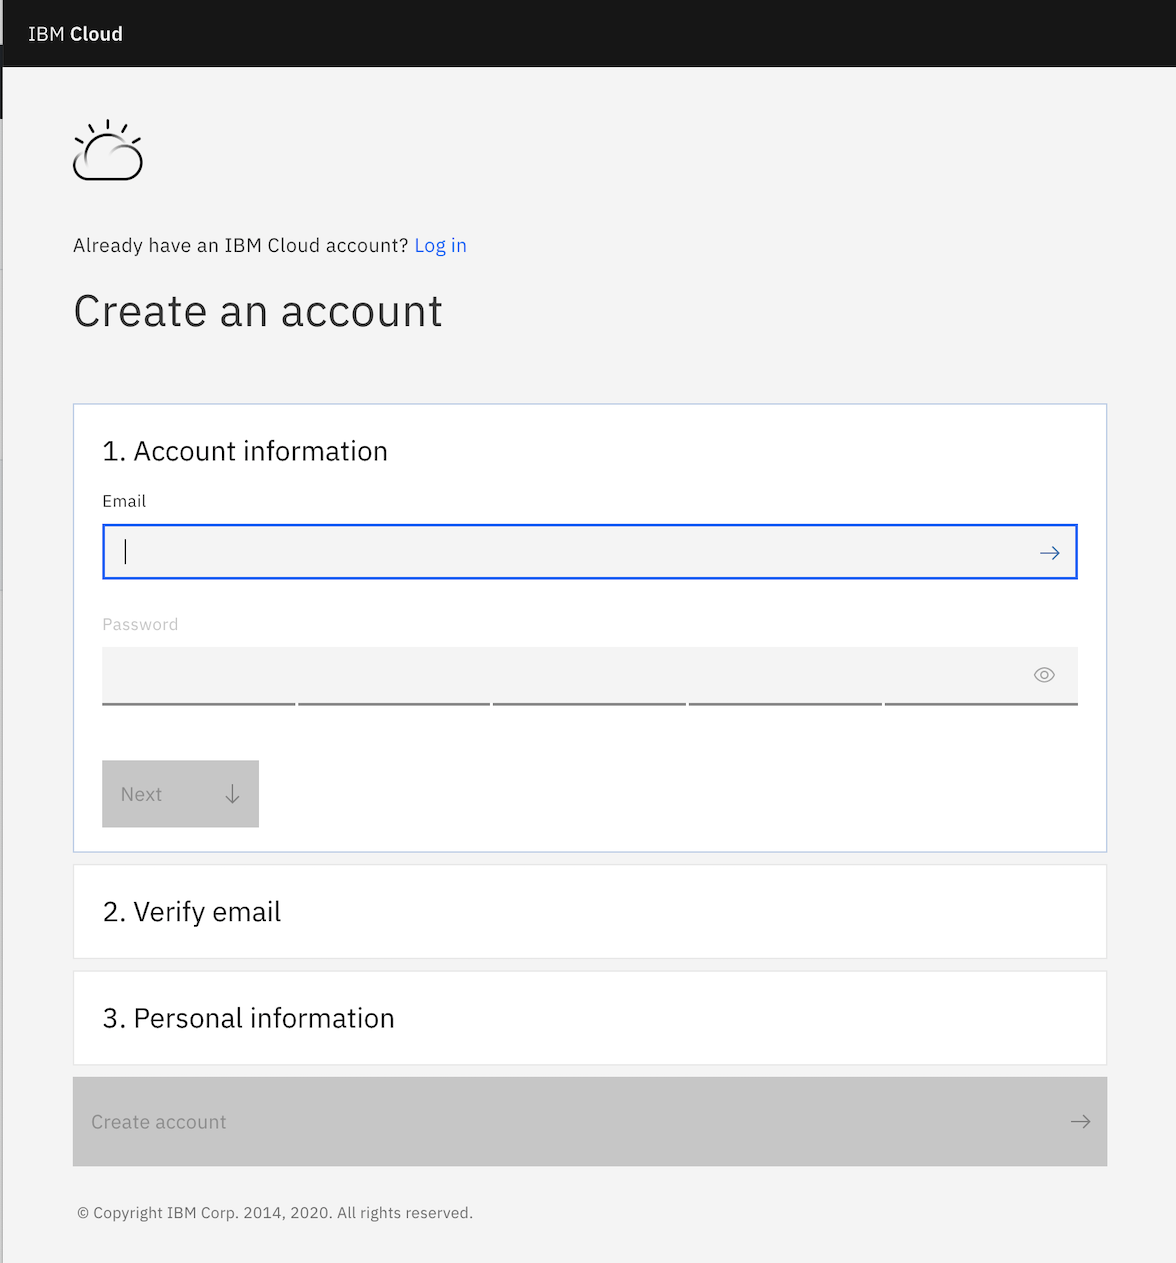 IBM Cloud
Already have an IBM Cloud account? Log in
Create an account
1. Account information
Email
Password
Next
2. Verify email
3. Personal information
Create account
© Copyright IBM Corp. 2014, 2020. All rights reserved.